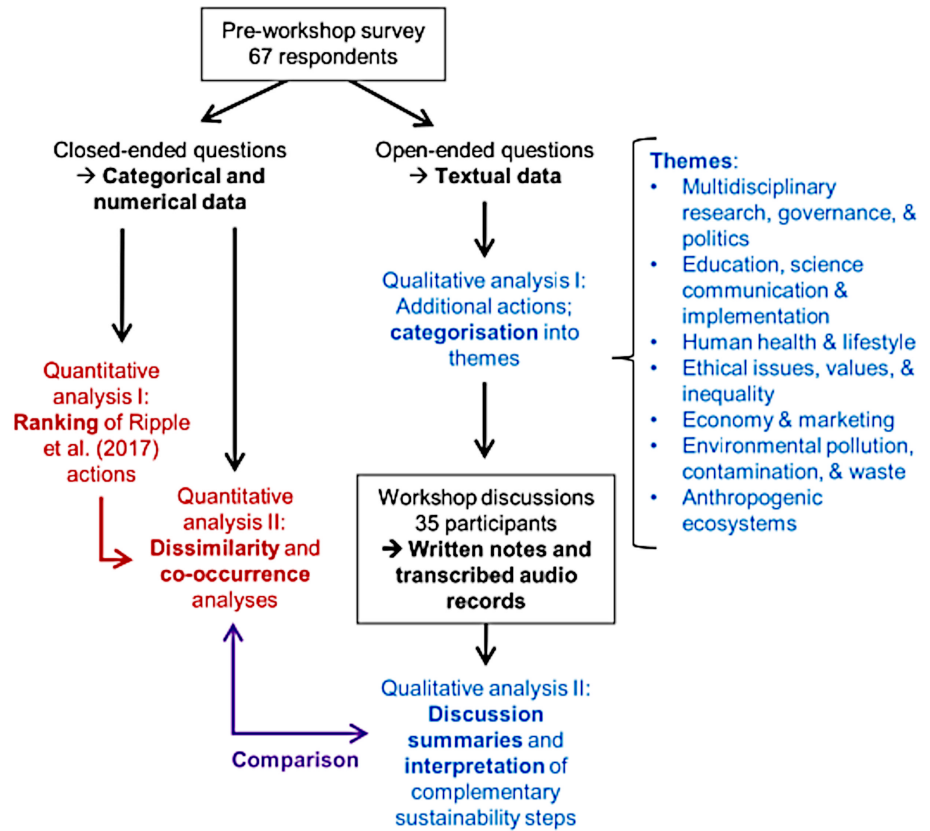 Pre-workshop survey
67 respondents
Closed-ended questions
→ Categorical and
numerical data
Open-ended questions
→ Textual data
Themes:
• Multidisciplinary
research, governance, &
politics
• Education, science
communication &
implementation
• Human health & lifestyle
• Ethical issues, values, &
inequality
• Economy & marketing
• Environmental pollution,
contamination, & waste
• Anthropogenic
ecosystems
Qualitative analysis I:
Additional actions;
categorisation into
themes
Quantitative
analysis I:
Ranking of Ripple
et al. (2017)
actions
Quantitative
analysis II:
Dissimilarity and
co-occurrence
analyses
Workshop discussions
35 participants
→ Written notes and
transcribed audio
records
Qualitative analysis II:
Discussion
summaries and
interpretation of
complementary
sustainability steps
Comparison